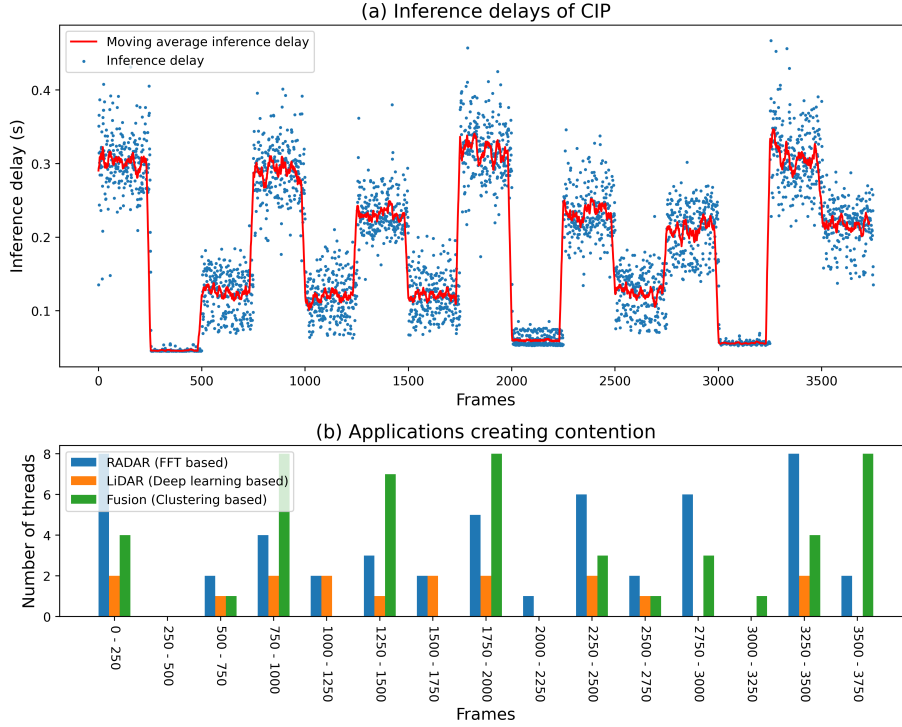 (a) Inference delays of CIP
Inference delay (s)
0.4
0.3
0.2
0.1
Moving average inference delay
Inference delay
0 500 1000 1500 2000 2500 3000 3500
Frames
(b) Applications creating contention
Number of threads
8
6
4
2
0
RADAR (FFT based)
LiDAR (Deep learning based)
Fusion (Clustering based)
0 - 250
250 - 500
500 - 750
750 - 1000
1000 - 1250
1250 - 1500
1500 - 1750
1750 - 2000
2000 - 2250
2250 - 2500
2500 - 2750
2750 - 3000
3000 - 3250
3250 - 3500
3500 - 3750
Frames